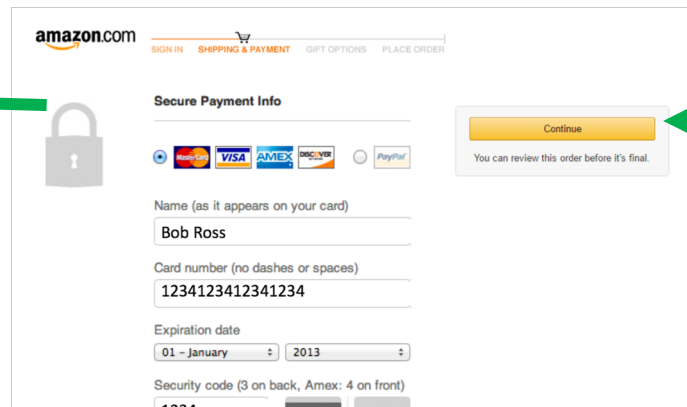 amazon.com
SIGN IN SHIPPING & PAYMENT GIFT OPTIONS PLACE ORDER
Secure Payment Info
MasterCard VISA AMEX DISCOVER PayPal
Continue
You can review this order before it's final.
Name (as it appears on your card)
Bob Ross
Card number (no dashes or spaces)
1234123412341234
Expiration date
01 - January 2013
Security code (3 on back, Amex: 4 on front)
1234